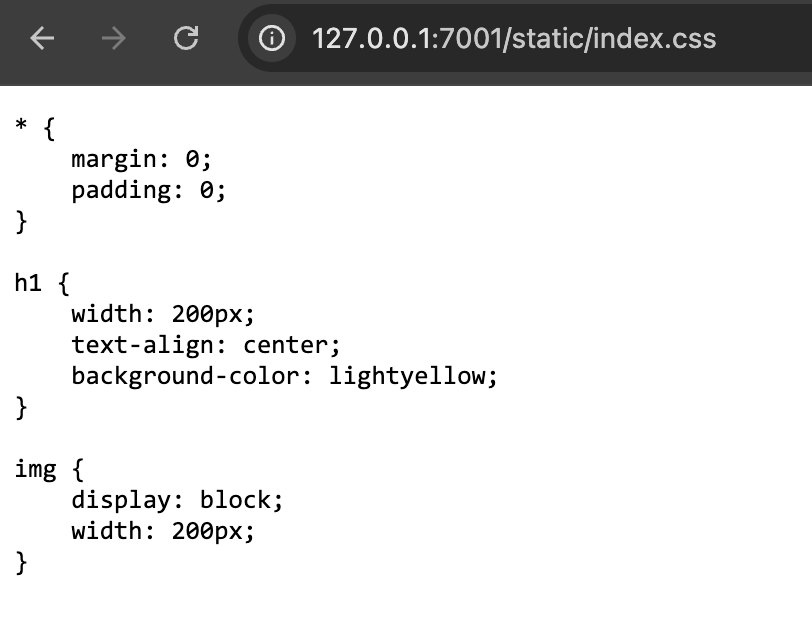 127.0.0.1:7001/static/index.css
* {
    margin: 0;
    padding: 0;
}
h1 {
    width: 200px;
    text-align: center;
    background-color: lightyellow;
}
img {
    display: block;
    width: 200px;
}